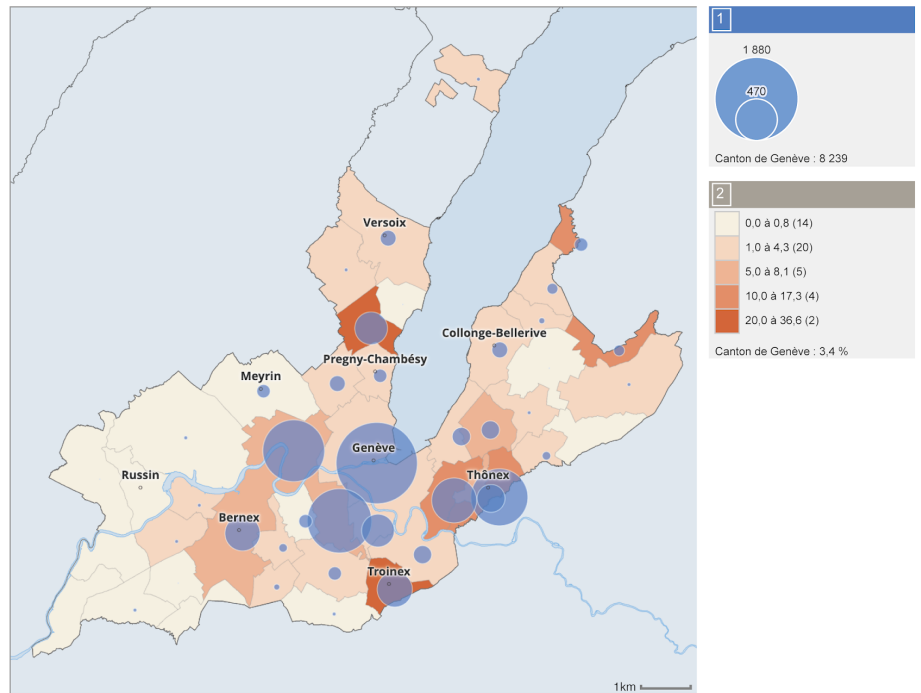 Versoix
Collonge-Bellerive
Pregny-Chambésy
Meyrin
Genève
Russin
Thônex
Bernex
Troinex
1km
1
1 880
470
Canton de Genève : 8 239
2
0,0 à 0,8 (14)
1,0 à 4,3 (20)
5,0 à 8,1 (5)
10,0 à 17,3 (4)
20,0 à 36,6 (2)
Canton de Genève : 3,4 %